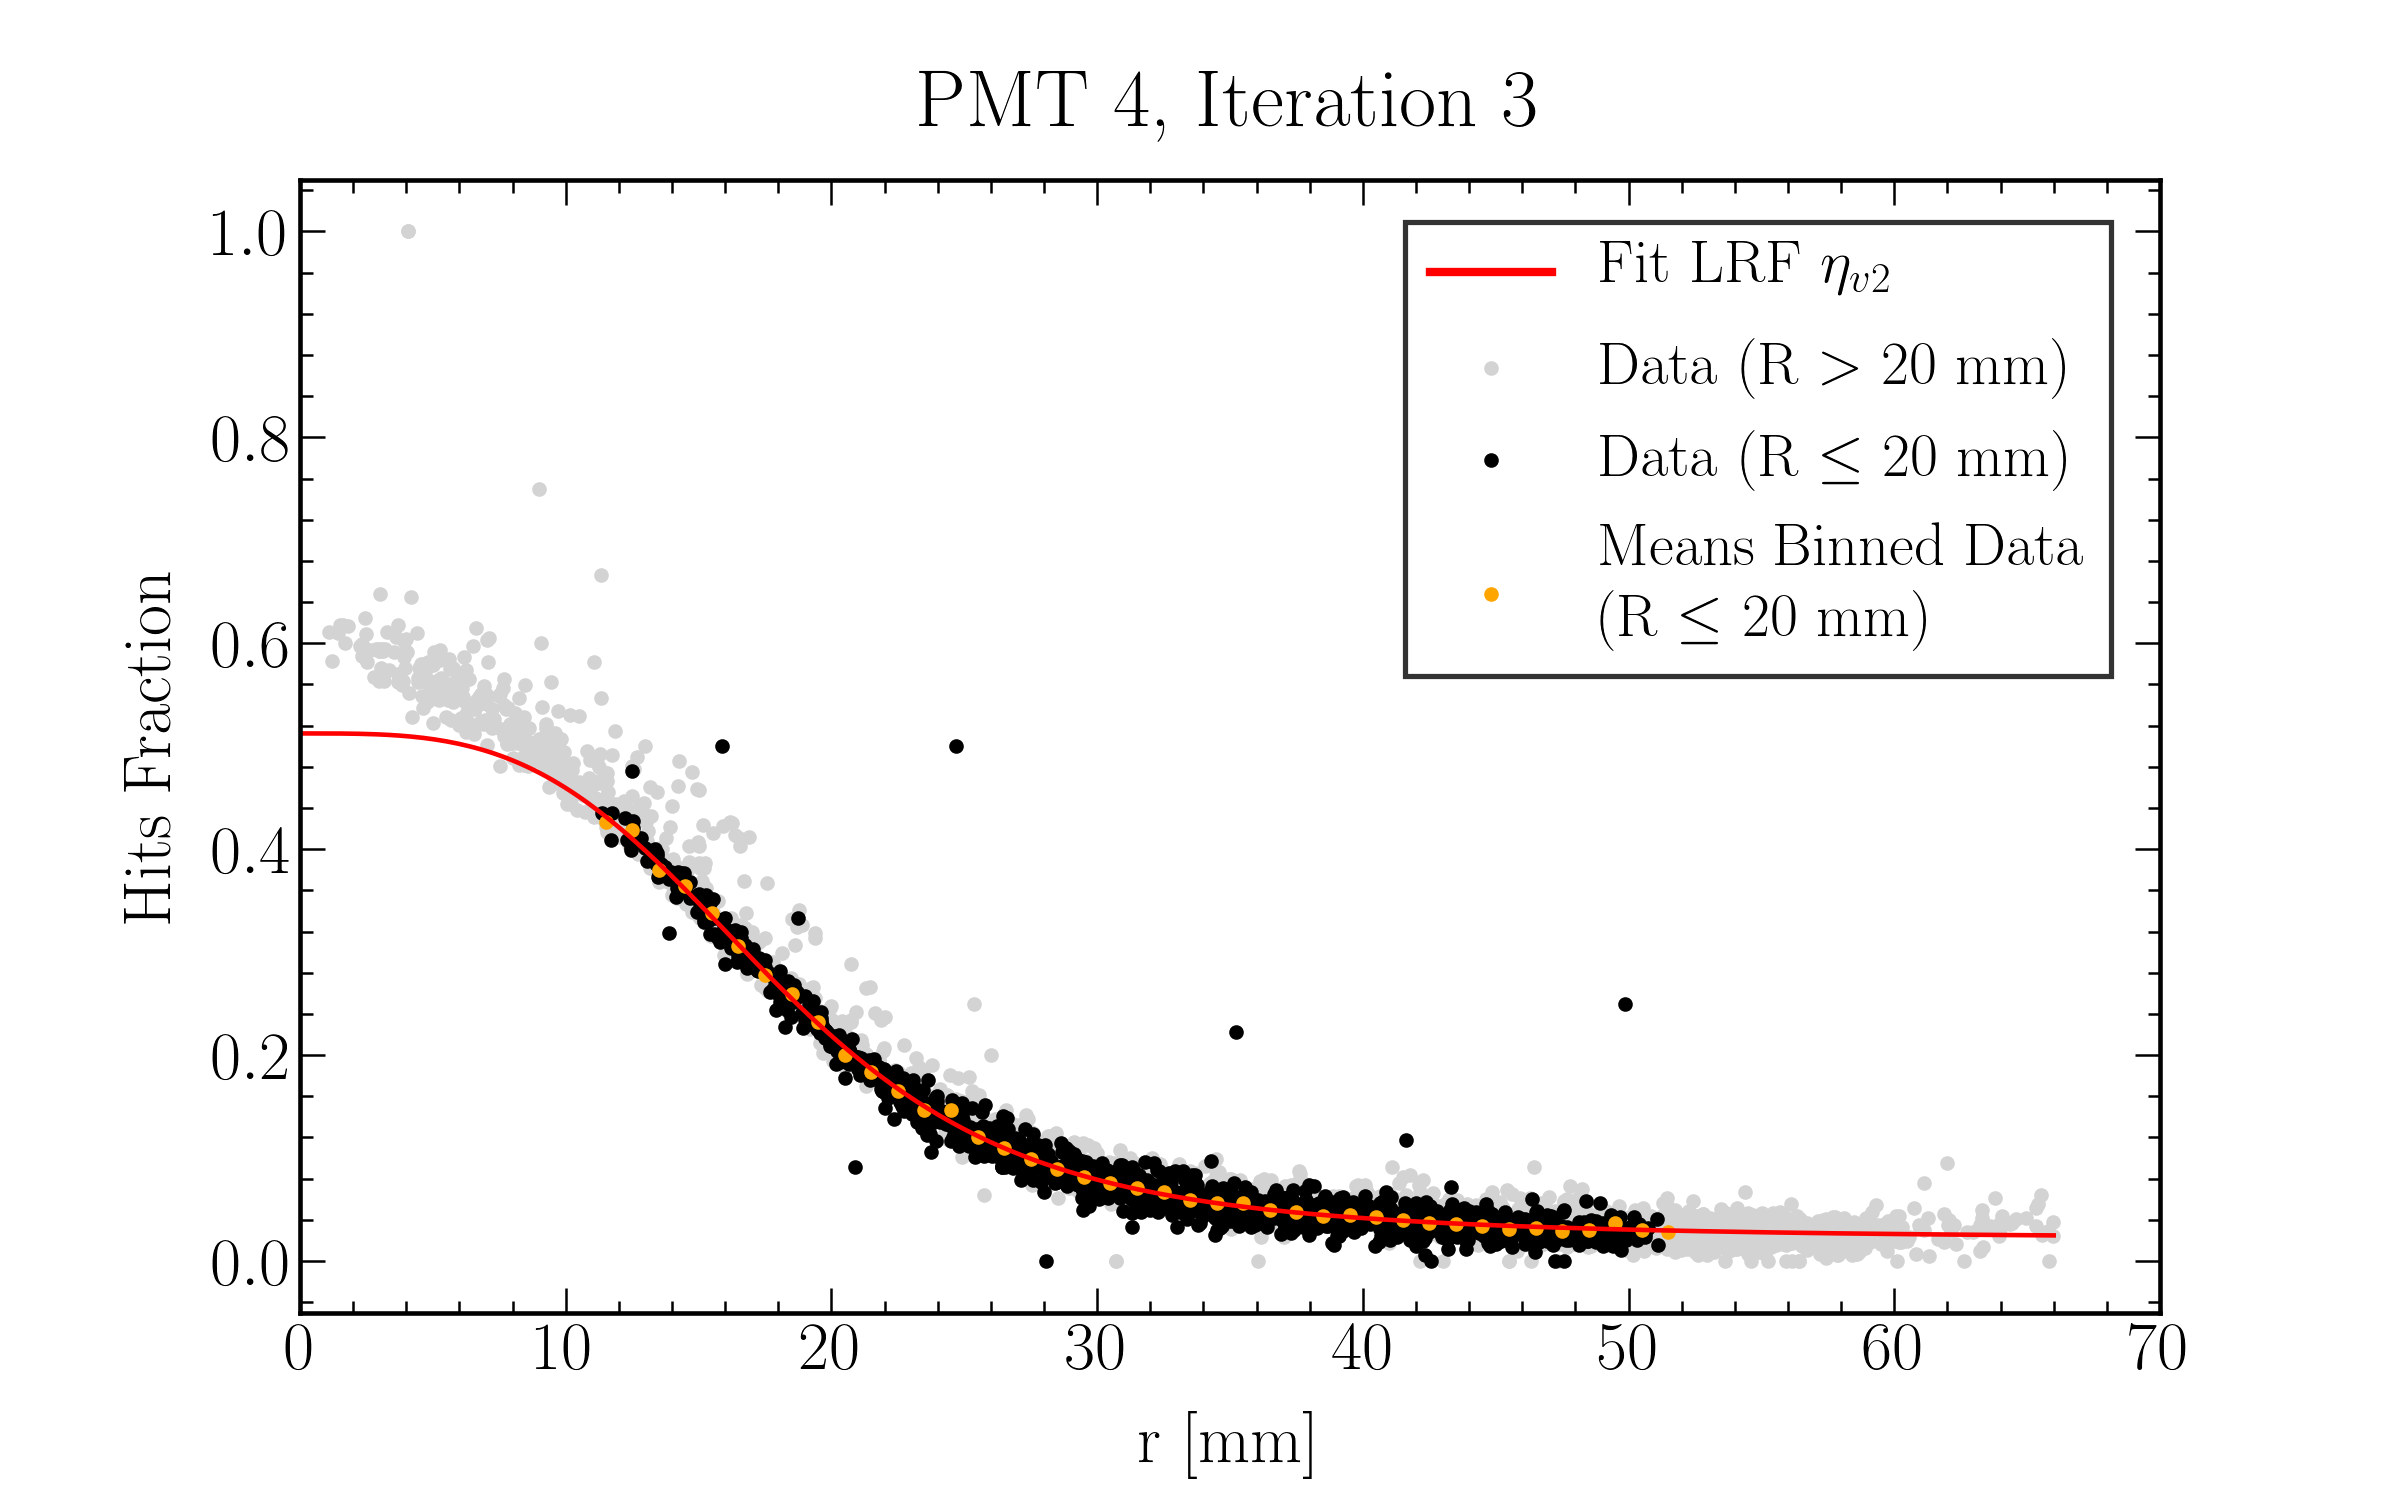 PMT 4, Iteration 3
Fit LRF η_{v2}
Data (R > 20 mm)
Data (R ≤ 20 mm)
Means Binned Data
(R ≤ 20 mm)
Hits Fraction
1.0
0.8
0.6
0.4
0.2
0.0
0 10 20 30 40 50 60 70
r [mm]